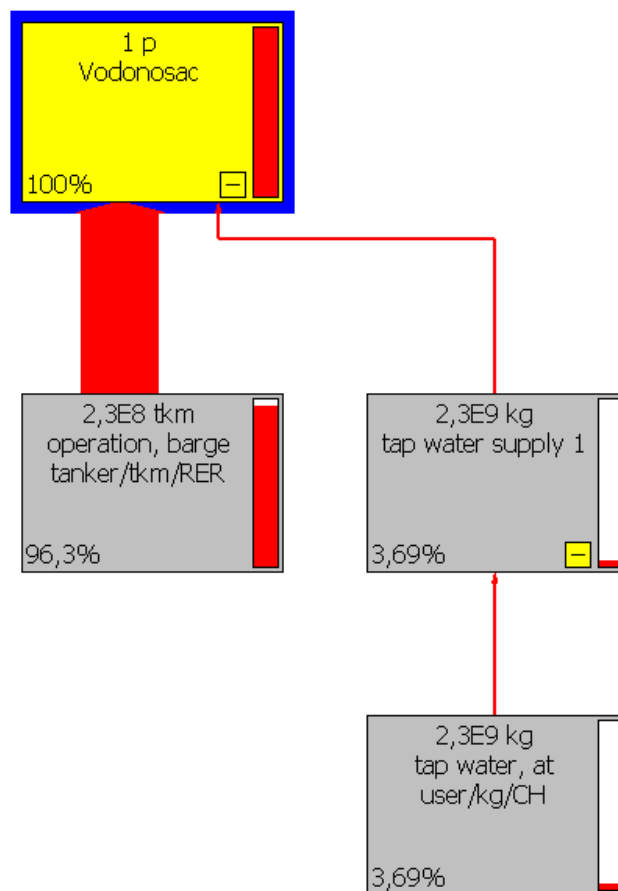 1 p
Vodonosac
100%
2,3E8 tkm
operation, barge
tanker/tkm/RER
96,3%
2,3E9 kg
tap water supply 1
3,69%
2,3E9 kg
tap water, at
user/kg/CH
3,69%